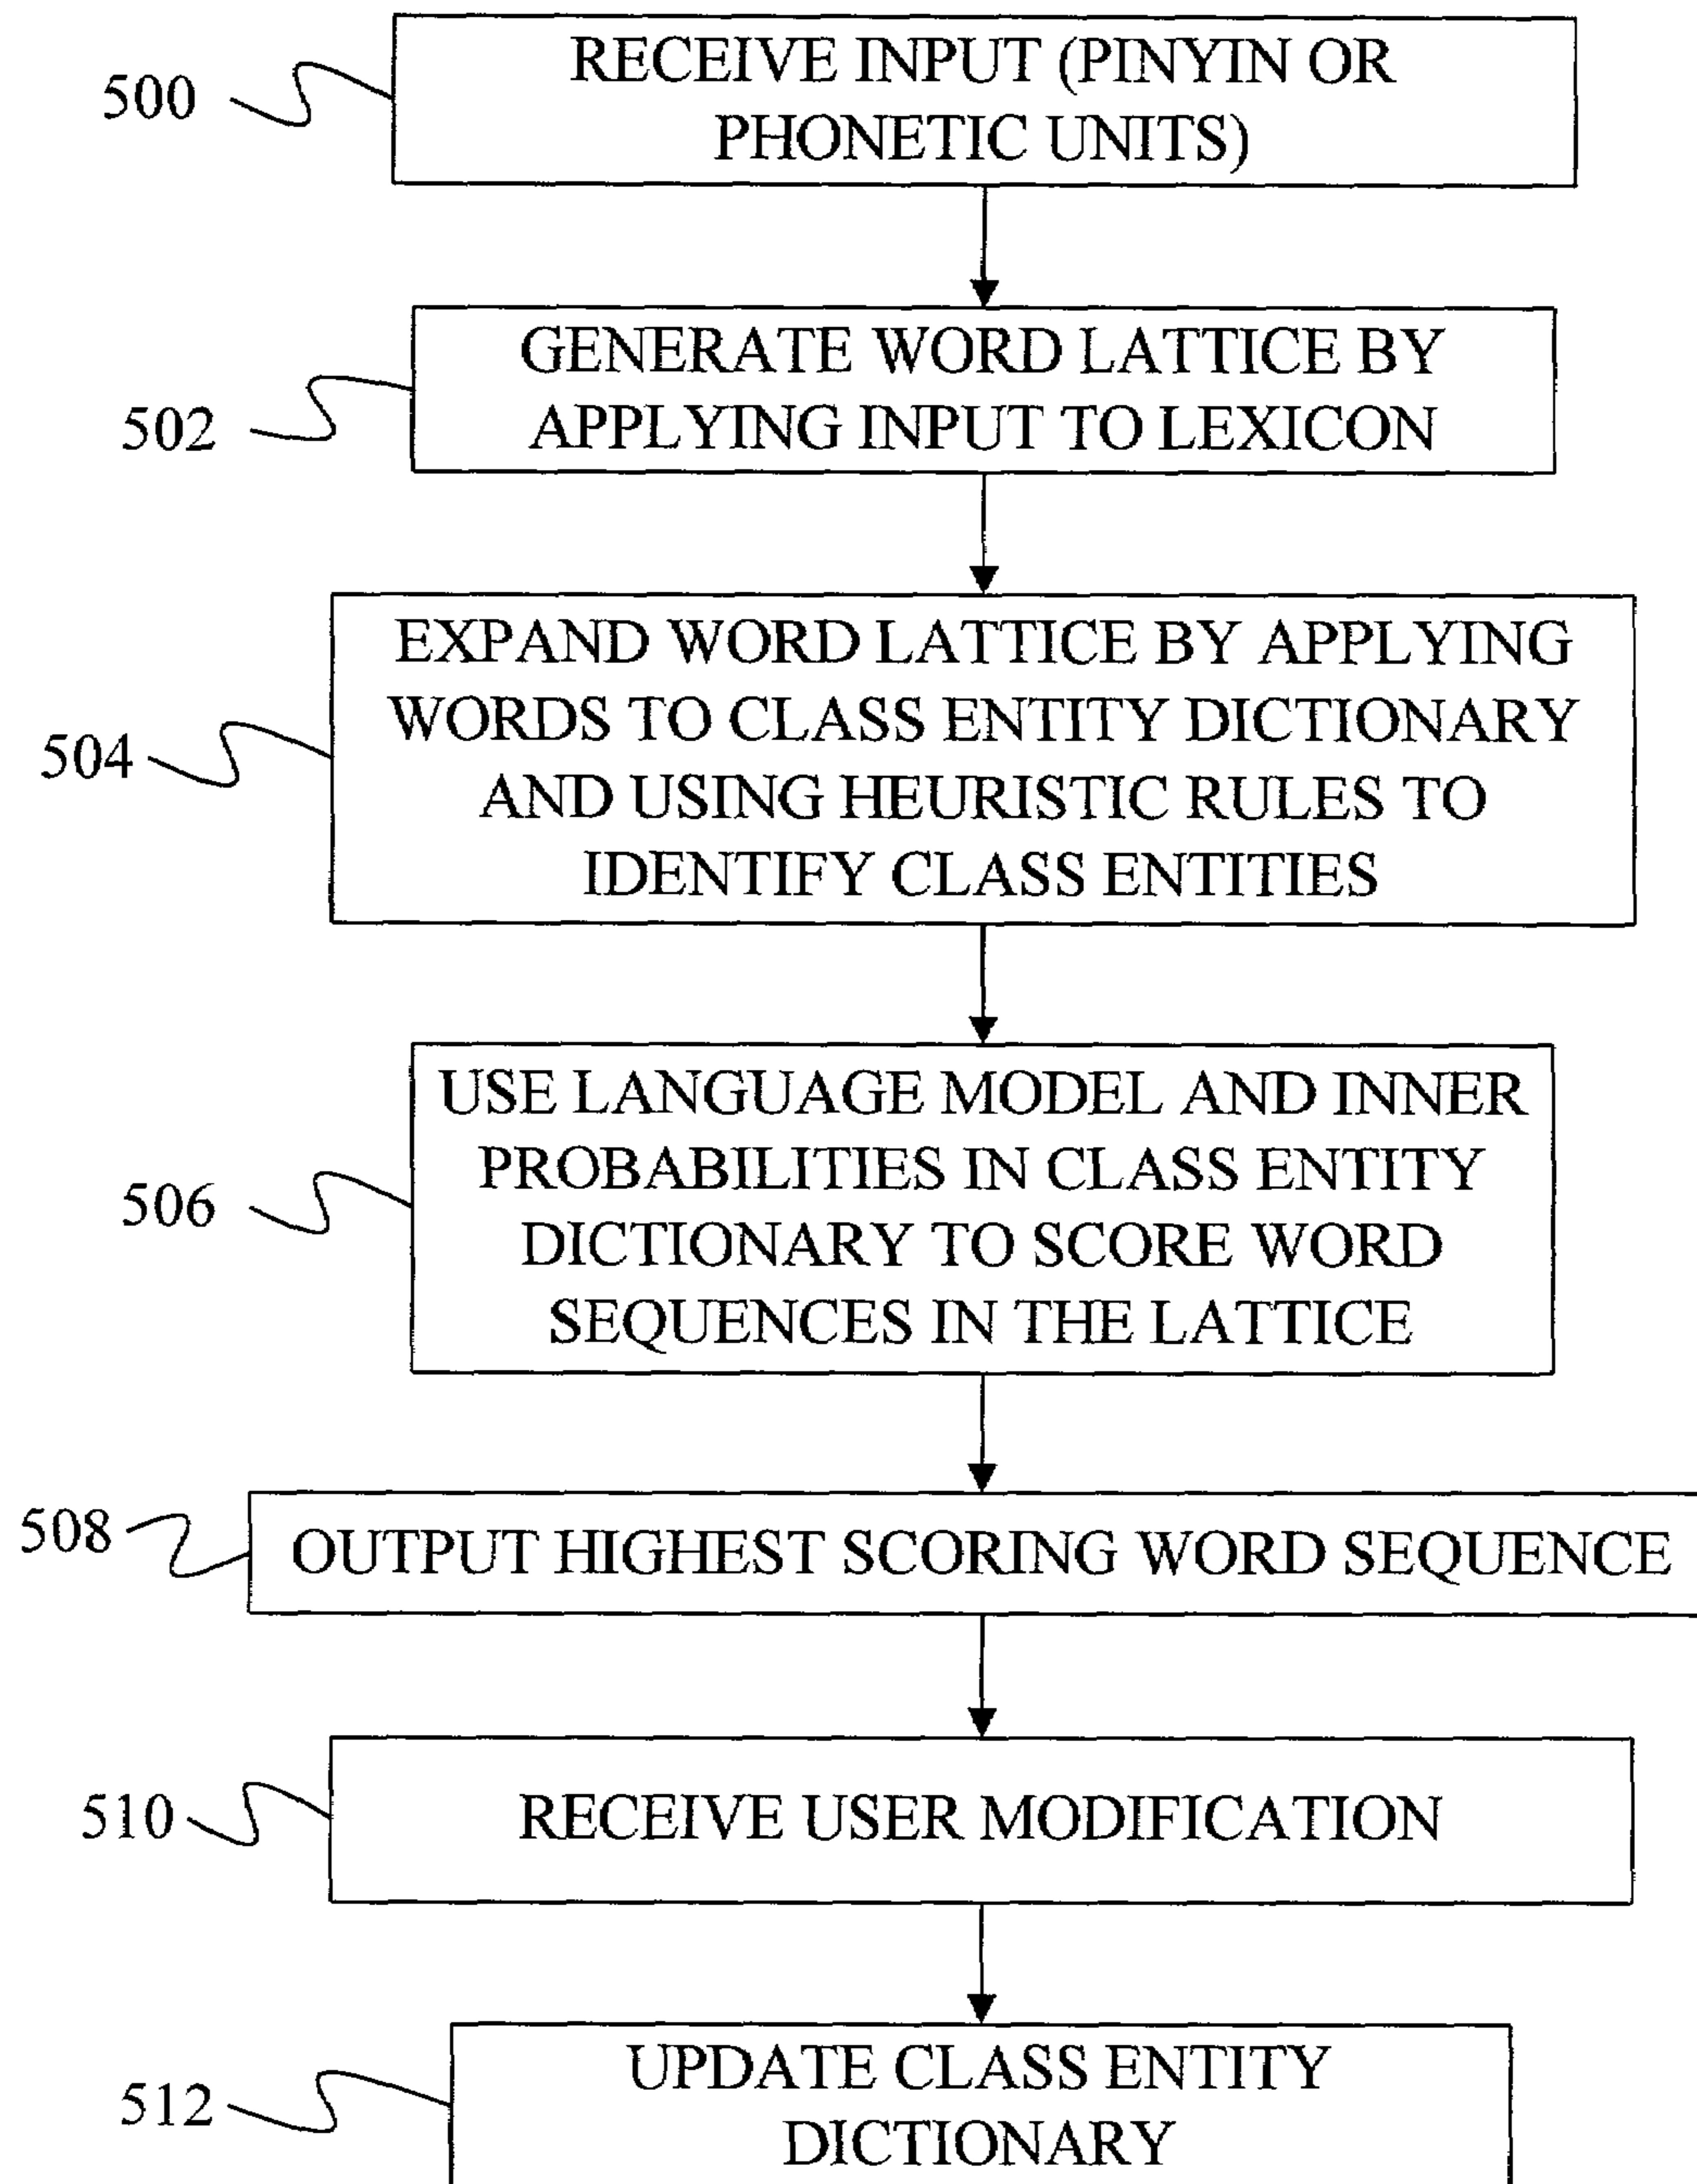 500
RECEIVE INPUT (PINYIN OR
PHONETIC UNITS)
502
GENERATE WORD LATTICE BY
APPLYING INPUT TO LEXICON
504
EXPAND WORD LATTICE BY APPLYING
WORDS TO CLASS ENTITY DICTIONARY
AND USING HEURISTIC RULES TO
IDENTIFY CLASS ENTITIES
506
USE LANGUAGE MODEL AND INNER
PROBABILITIES IN CLASS ENTITY
DICTIONARY TO SCORE WORD
SEQUENCES IN THE LATTICE
508
OUTPUT HIGHEST SCORING WORD SEQUENCE
510
RECEIVE USER MODIFICATION
512
UPDATE CLASS ENTITY
DICTIONARY